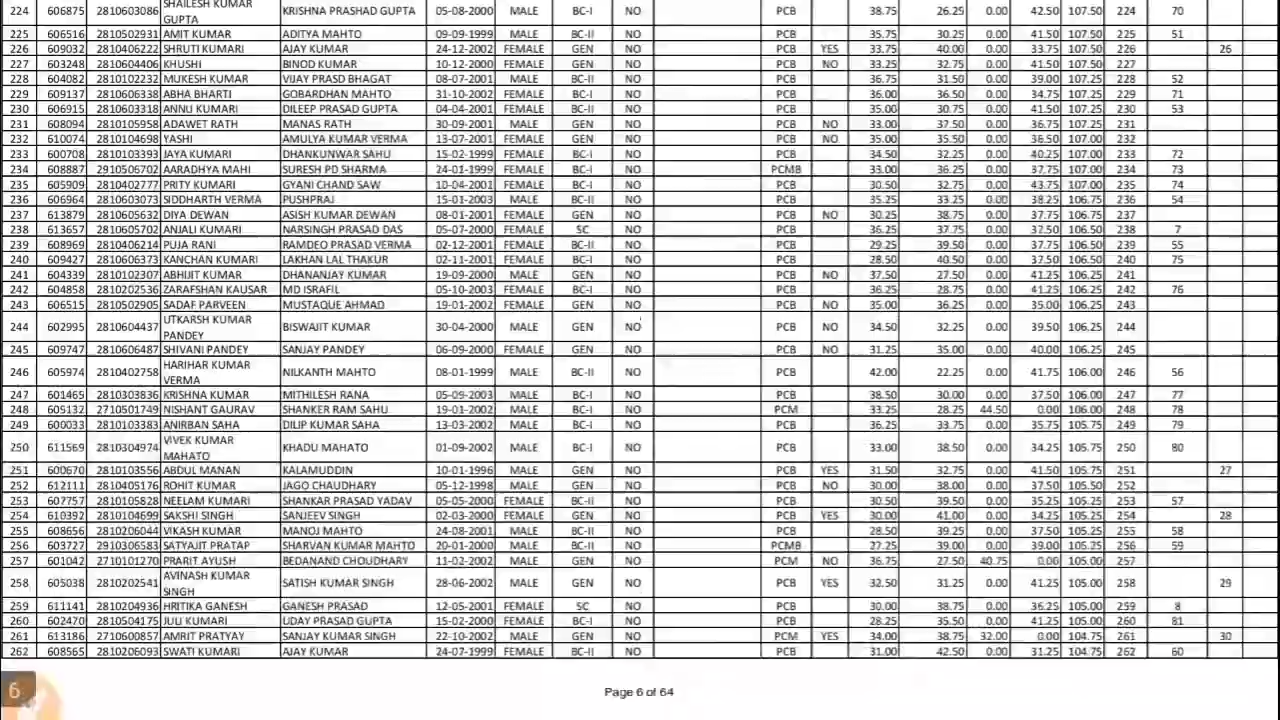 224 606875 2810603086 SHAILESH KUMAR GUPTA KRISHNA PRASHAD GUPTA 05-08-2000 MALE BC-I NO PCB 38.75 26.25 0.00 42.50 107.50 224 70
225 606516 2810502931 AMIT KUMAR ADITYA MAHTO 09-09-1999 MALE BC-II NO PCB 35.75 30.25 0.00 41.50 107.50 225 51
226 609032 2810406222 SHRUTI KUMARI AJAY KUMAR 24-12-2002 FEMALE GEN NO PCB YES 33.75 40.00 0.00 33.75 107.50 226 26
227 603248 2810604406 KHUSHI BINOD KUMAR 10-12-2000 FEMALE GEN NO PCB NO 33.25 32.75 0.00 41.50 107.50 227
228 604082 2810102232 MUKESH KUMAR VIJAY PRASD BHAGAT 08-07-2001 MALE BC-II NO PCB 36.75 31.50 0.00 39.00 107.25 228 52
229 609137 2810606338 ABHA BHARTI GOBARDHAN MAHTO 31-10-2002 FEMALE BC-I NO PCB 36.00 36.50 0.00 34.75 107.25 229 71
230 606915 2810603318 ANNU KUMARI DILEEP PRASAD GUPTA 04-04-2001 FEMALE BC-II NO PCB 35.00 30.75 0.00 41.50 107.25 230 53
231 608094 2810105958 ADAWET RATH MANAS RATH 30-09-2001 MALE GEN NO PCB NO 33.00 37.50 0.00 36.75 107.25 231
232 610074 2810104698 YASHI AMULYA KUMAR VERMA 13-07-2001 FEMALE GEN NO PCB NO 35.00 35.50 0.00 36.50 107.00 232
233 600708 2810103393 JAYA KUMARI DHANKUNWAR SAHU 15-02-1999 FEMALE BC-I NO PCB 34.50 32.25 0.00 40.25 107.00 233 72
234 608887 2910506702 AARADHYA MAHI SURESH PD SHARMA 24-01-1999 FEMALE BC-I NO PCMB 33.00 36.25 0.00 37.75 107.00 234 73
235 605909 2810402777 PRITY KUMARI GYANI CHAND SAW 10-04-2001 FEMALE BC-I NO PCB 30.50 32.75 0.00 43.75 107.00 235 74
236 606964 2810603073 SIDDHARTH VERMA PUSHPRAJ 15-01-2003 MALE BC-II NO PCB 35.25 33.25 0.00 38.25 106.75 236 54
237 613879 2810605632 DIYA DEWAN ASISH KUMAR DEWAN 08-01-2001 FEMALE GEN NO PCB NO 30.25 38.75 0.00 37.75 106.75 237
238 613657 2810605702 ANJALI KUMARI NARSINGH PRASAD DAS 05-07-2000 FEMALE SC NO PCB 36.25 37.75 0.00 37.50 106.50 238 7
239 608969 2810406214 PUJA RANI RAMDEO PRASAD VERMA 02-12-2001 FEMALE BC-II NO PCB 29.25 39.50 0.00 37.75 106.50 239 55
240 609427 2810606373 KANCHAN KUMARI LAKHAN LAL THAKUR 02-11-2001 FEMALE BC-I NO PCB 28.50 40.50 0.00 37.50 106.50 240 75
241 604339 2810102307 ABHIJIT KUMAR DHANANJAY KUMAR 19-09-2000 MALE GEN NO PCB NO 37.50 27.50 0.00 41.25 106.25 241
242 604858 2810202536 ZARAFSHAN KAUSAR MD ISRAFIL 05-10-2003 FEMALE BC-I NO PCB 36.25 28.75 0.00 41.25 106.25 242 76
243 606515 2810502905 SADAF PARVEEN MUSTAQUE AHMAD 19-01-2002 FEMALE GEN NO PCB NO 35.00 36.25 0.00 35.00 106.25 243
244 602995 2810604437 UTKARSH KUMAR PANDEY BISWAJIT KUMAR 30-04-2000 MALE GEN NO PCB NO 34.50 32.25 0.00 39.50 106.25 244
245 609747 2810606487 SHIVANI PANDEY SANJAY PANDEY 06-09-2000 FEMALE GEN NO PCB NO 31.25 35.00 0.00 40.00 106.25 245
246 605974 2810402758 HARIHAR KUMAR VERMA NILKANTH MAHTO 08-01-1999 MALE BC-II NO PCB 42.00 22.25 0.00 41.75 106.00 246 56
247 601465 2810303836 KRISHNA KUMAR MITHILESH RANA 05-09-2003 MALE BC-I NO PCB 38.50 30.00 0.00 37.50 106.00 247 77
248 605132 2710501749 NISHANT GAURAV SHANKER RAM SAHU 19-01-2002 MALE BC-I NO PCM 33.25 28.25 44.50 0.00 106.00 248 78
249 600033 2810103383 ANIRBAN SAHA DILIP KUMAR SAHA 13-03-2002 MALE BC-I NO PCB 36.25 33.75 0.00 35.75 105.75 249 79
250 611569 2810304974 VIVEK KUMAR MAHATO KHADU MAHATO 01-09-2002 MALE BC-I NO PCB 33.00 38.50 0.00 34.25 105.75 250 80
251 600670 2810103556 ABDUL MANAN KALAMUDDIN 10-01-1996 MALE GEN NO PCB YES 31.50 32.75 0.00 41.50 105.75 251 27
252 612111 2810405176 ROHIT KUMAR JAGO CHAUDHARY 05-12-1998 MALE GEN NO PCB NO 30.00 38.00 0.00 37.50 105.50 252
253 607757 2810105828 NEELAM KUMARI SHANKAR PRASAD YADAV 05-05-2000 FEMALE BC-II NO PCB 30.50 39.50 0.00 35.25 105.25 253 57
254 610392 2810104699 SAKSHI SINGH SANJEEV SINGH 02-03-2000 FEMALE GEN NO PCB YES 30.00 41.00 0.00 34.25 105.25 254 28
255 608656 2810206044 VIKASH KUMAR MANOJ MAHTO 24-08-2001 MALE BC-II NO PCB 28.50 39.25 0.00 37.50 105.25 255 58
256 603727 2910306583 SATYAJIT PRATAP SHARVAN KUMAR MAHTO 20-01-2000 MALE BC-II NO PCMB 27.25 39.00 0.00 39.00 105.25 256 59
257 601042 2710101270 PRARIT AYUSH BEDANAND CHOUDHARY 11-02-2002 MALE GEN NO PCM NO 36.75 27.50 40.75 0.00 105.00 257
258 605038 2810202541 AVINASH KUMAR SINGH SATISH KUMAR SINGH 28-06-2002 MALE GEN NO PCB YES 32.50 31.25 0.00 41.25 105.00 258 29
259 611141 2810204936 HRITIKA GANESH GANESH PRASAD 12-05-2001 FEMALE SC NO PCB 30.00 38.75 0.00 36.25 105.00 259 8
260 602470 2810504175 JULI KUMARI UDAY PRASAD GUPTA 15-02-2000 FEMALE BC-I NO PCB 28.25 35.50 0.00 41.25 105.00 260 81
261 613186 2710600857 AMRIT PRATYAY SANJAY KUMAR SINGH 22-10-2002 MALE GEN NO PCM YES 34.00 38.75 32.00 0.00 104.75 261 30
262 608565 2810206093 SWATI KUMARI AJAY KUMAR 24-07-1999 FEMALE BC-II NO PCB 31.00 42.50 0.00 31.25 104.75 262 60
6
Page 6 of 64